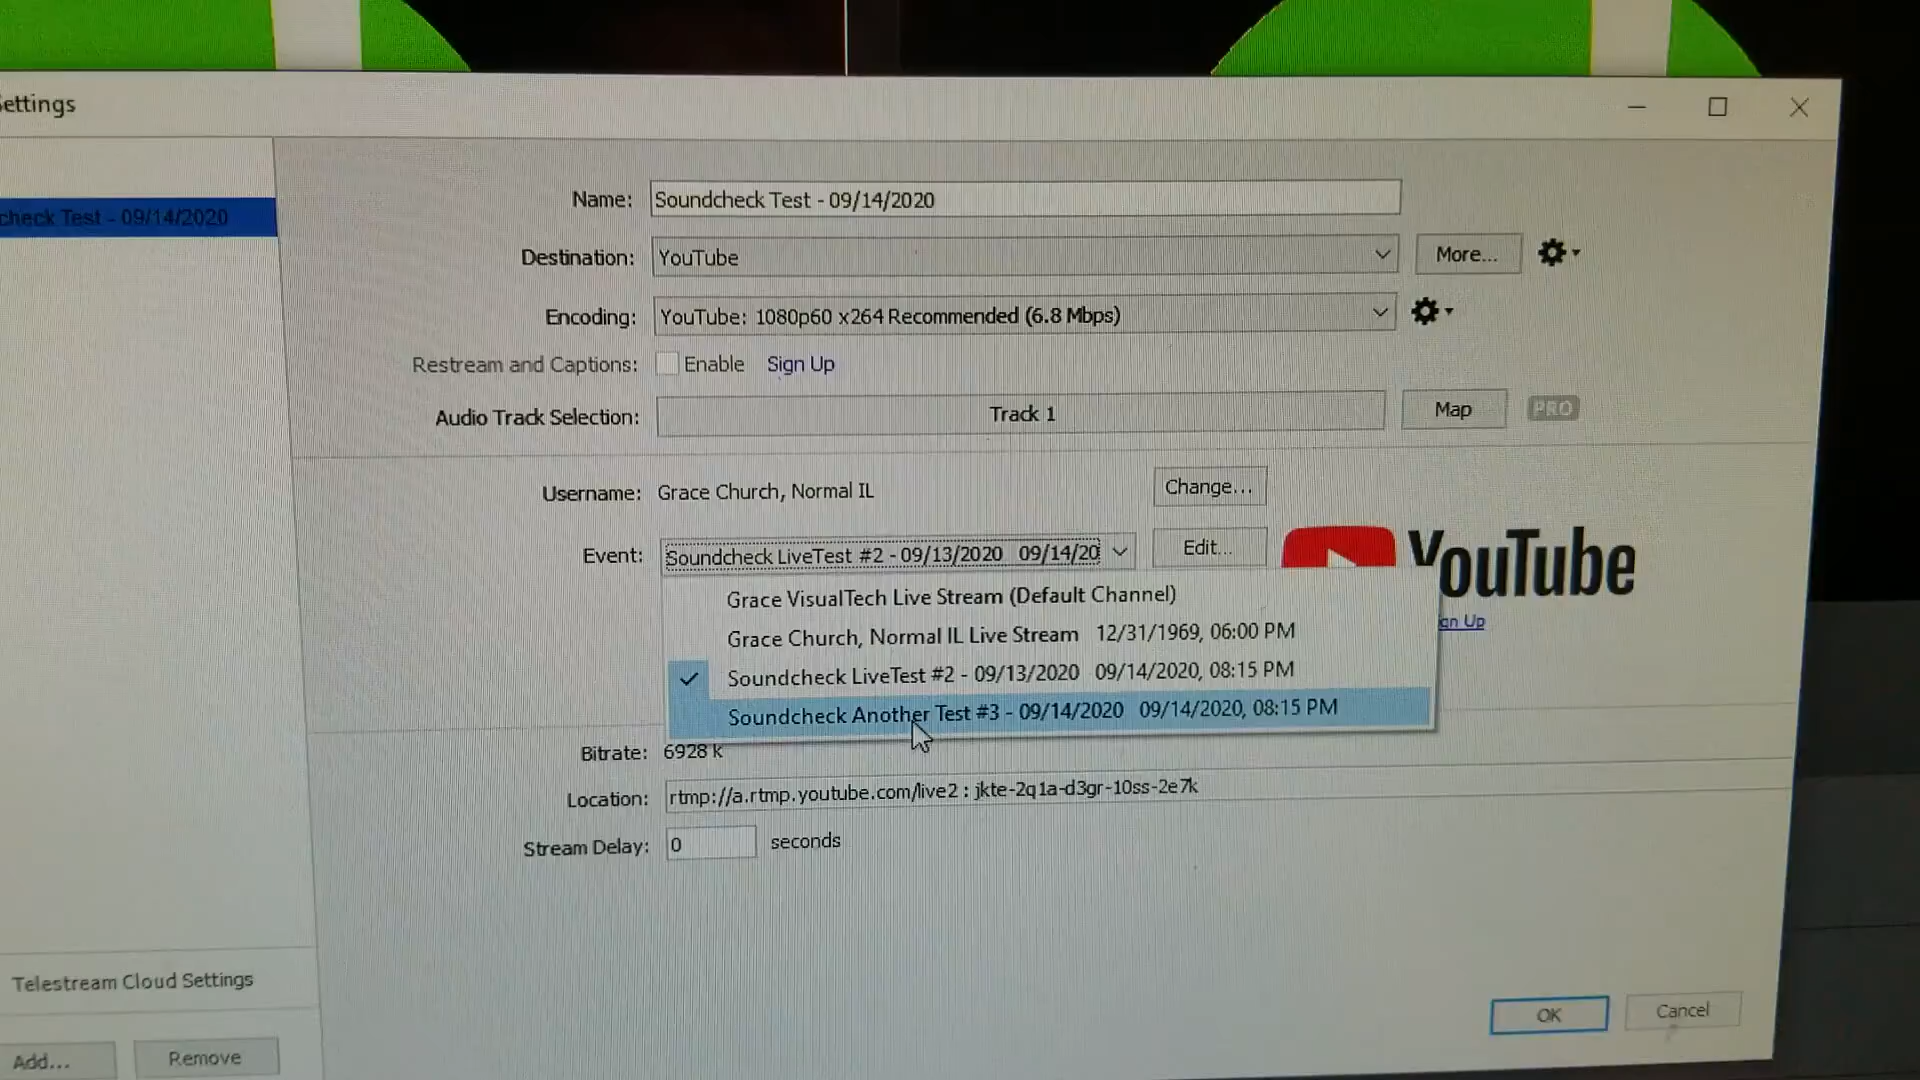 Settings
check Test - 09/14/2020
Name: Soundcheck Test - 09/14/2020
Destination: YouTube More...
Encoding: YouTube: 1080p60 x264 Recommended (6.8 Mbps)
Restream and Captions: Enable Sign Up
Audio Track Selection: Track 1 Map PRO
Username: Grace Church, Normal IL Change...
Event: Soundcheck LiveTest #2 - 09/13/2020 09/14/20 Edit...
YouTube
Grace VisualTech Live Stream (Default Channel)
gn Up
Grace Church, Normal IL Live Stream 12/31/1969, 06:00 PM
Soundcheck LiveTest #2 - 09/13/2020 09/14/2020, 08:15 PM
Soundcheck Another Test #3 - 09/14/2020 09/14/2020, 08:15 PM
Bitrate: 6928 k
Location: rtmp://a.rtmp.youtube.com/live2 : jkte-2q1a-d3gr-10ss-2e7k
Stream Delay: 0 seconds
Telestream Cloud Settings
Add... Remove
OK Cancel